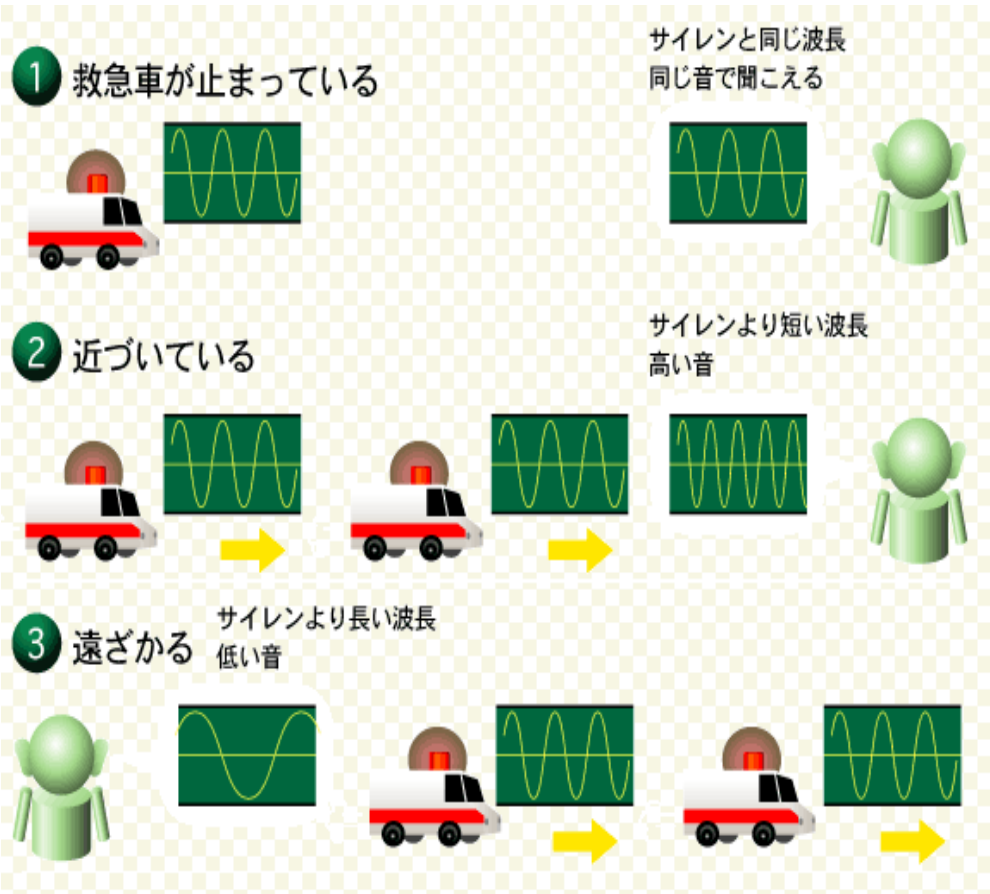 1 救急車が止まっている
サイレンと同じ波長
同じ音で聞こえる
2 近づいている
サイレンより短い波長
高い音
3 遠ざかる
サイレンより長い波長
低い音